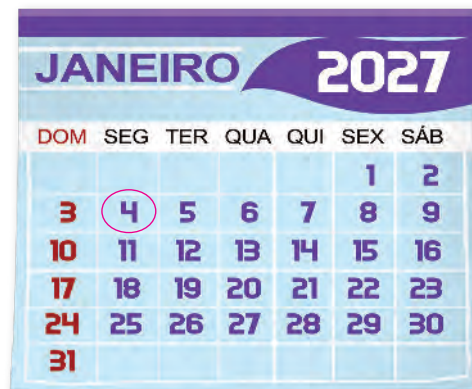 JANEIRO 2027
DOM SEG TER QUA QUI SEX SÁB
1 2
3 4 5 6 7 8 9
10 11 12 13 14 15 16
17 18 19 20 21 22 23
24 25 26 27 28 29 30
31